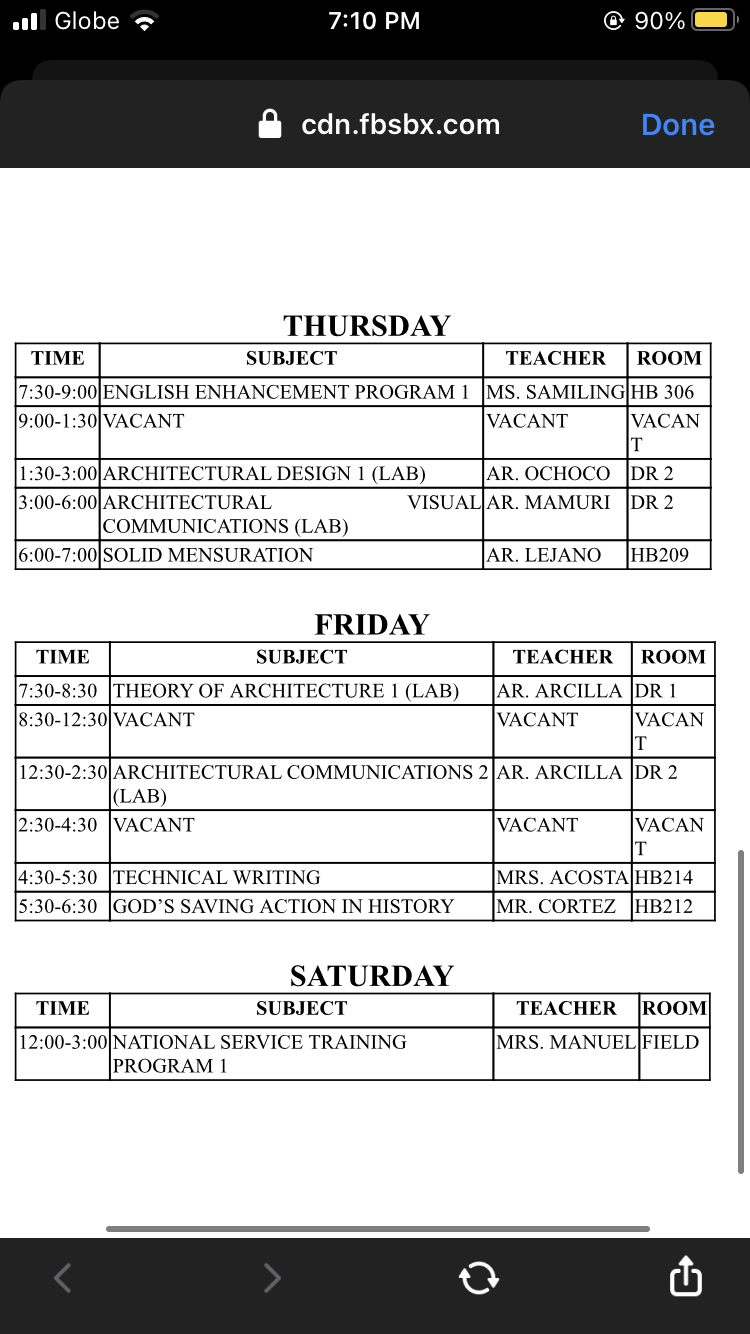 Globe 7:10 PM 90%
cdn.fbsbx.com Done
THURSDAY
TIME SUBJECT TEACHER ROOM
7:30-9:00 ENGLISH ENHANCEMENT PROGRAM 1 MS. SAMILING HB 306
9:00-1:30 VACANT VACANT VACAN
T
1:30-3:00 ARCHITECTURAL DESIGN 1 (LAB) AR. OCHOCO DR 2
3:00-6:00 ARCHITECTURAL VISUAL AR. MAMURI DR 2
COMMUNICATIONS (LAB)
6:00-7:00 SOLID MENSURATION AR. LEJANO HB209
FRIDAY
TIME SUBJECT TEACHER ROOM
7:30-8:30 THEORY OF ARCHITECTURE 1 (LAB) AR. ARCILLA DR 1
8:30-12:30 VACANT VACANT VACAN
T
12:30-2:30 ARCHITECTURAL COMMUNICATIONS 2 AR. ARCILLA DR 2
(LAB)
2:30-4:30 VACANT VACANT VACAN
T
4:30-5:30 TECHNICAL WRITING MRS. ACOSTA HB214
5:30-6:30 GOD’S SAVING ACTION IN HISTORY MR. CORTEZ HB212
SATURDAY
TIME SUBJECT TEACHER ROOM
12:00-3:00 NATIONAL SERVICE TRAINING MRS. MANUEL FIELD
PROGRAM 1